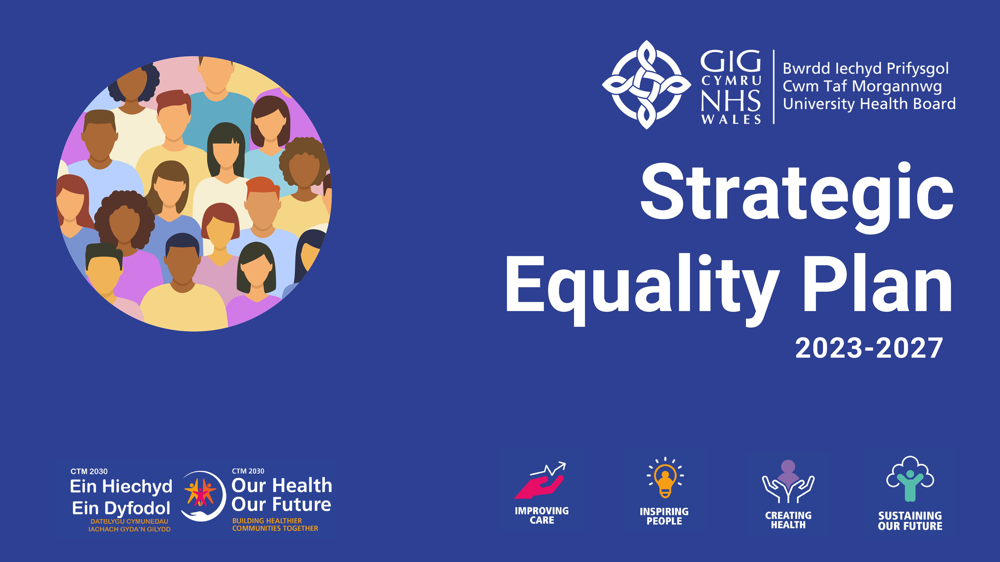 GIG
CYMRU
NHS
WALES
Bwrdd Iechyd Prifysgol
Cwm Taf Morgannwg
University Health Board
Strategic
Equality Plan
2023-2027
CTM 2030
Ein Hiechyd
Ein Dyfodol
DATBLYGU CYMUNEDAU
IACHACH GYDA'N GILYDD
CTM 2030
Our Health
Our Future
BUILDING HEALTHIER
COMMUNITIES TOGETHER
IMPROVING
CARE
INSPIRING
PEOPLE
CREATING
HEALTH
SUSTAINING
OUR FUTURE